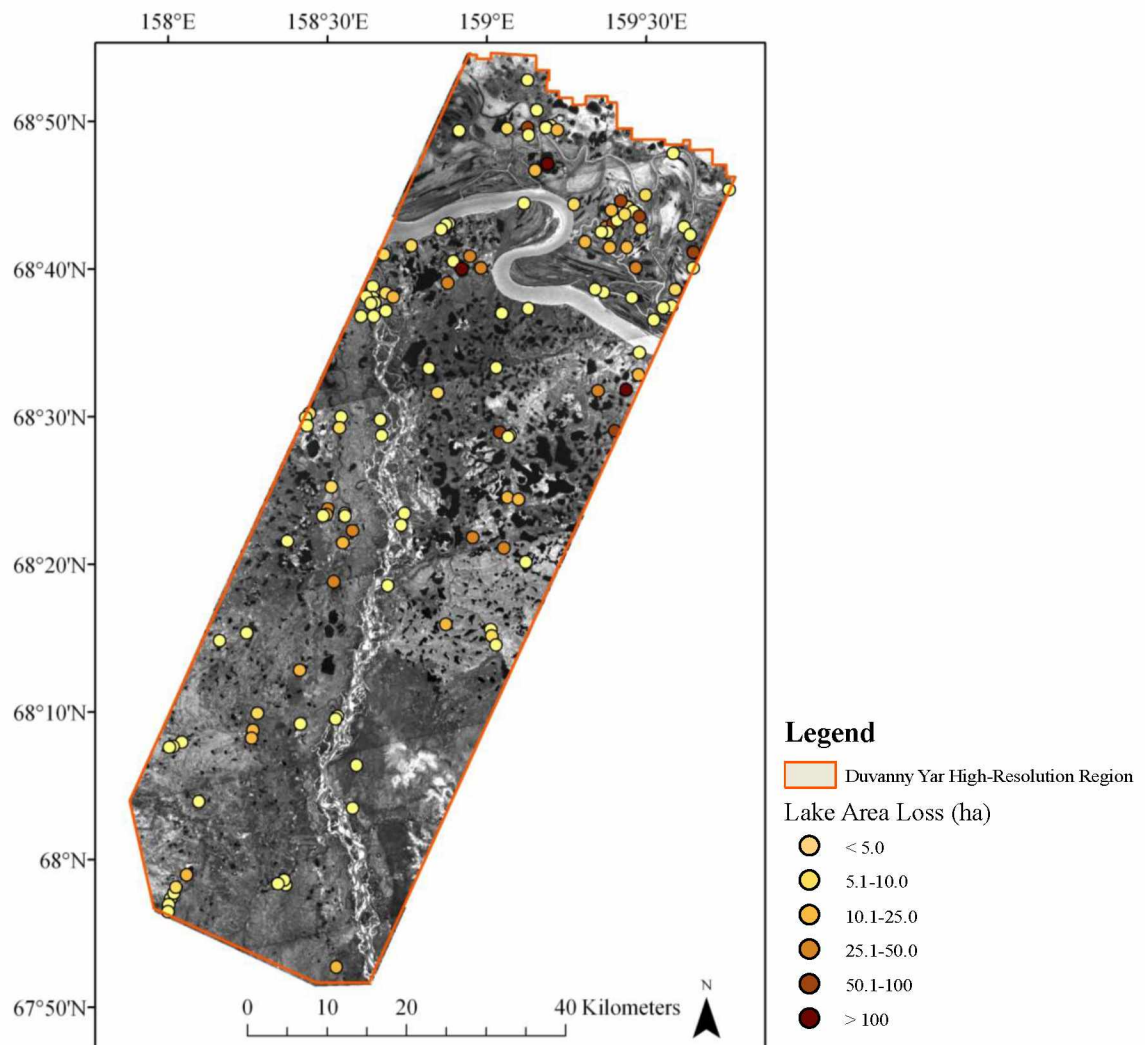 158°E 158°30'E 159°E 159°30'E
68°50'N
68°40'N
68°30'N
68°20'N
68°10'N
68°N
67°50'N
Legend
Duvanny Yar High-Resolution Region
Lake Area Loss (ha)
< 5.0
5.1-10.0
10.1-25.0
25.1-50.0
50.1-100
> 100
0 10 20 40 Kilometers
N